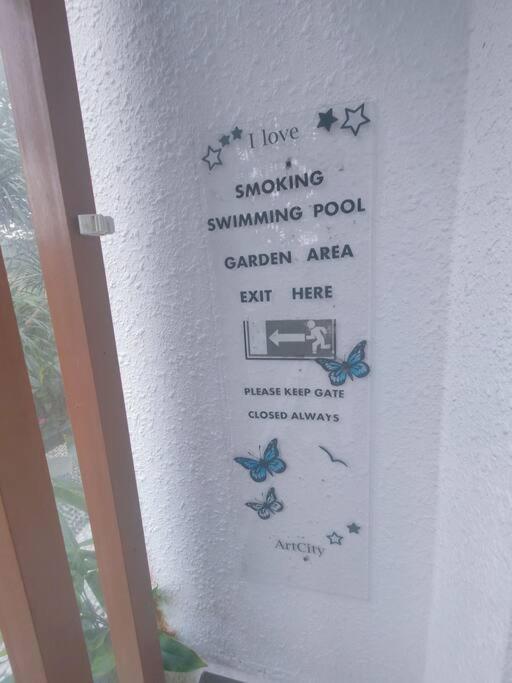 I love
SMOKING
SWIMMING POOL
GARDEN AREA
EXIT HERE
PLEASE KEEP GATE
CLOSED ALWAYS
ArtCity